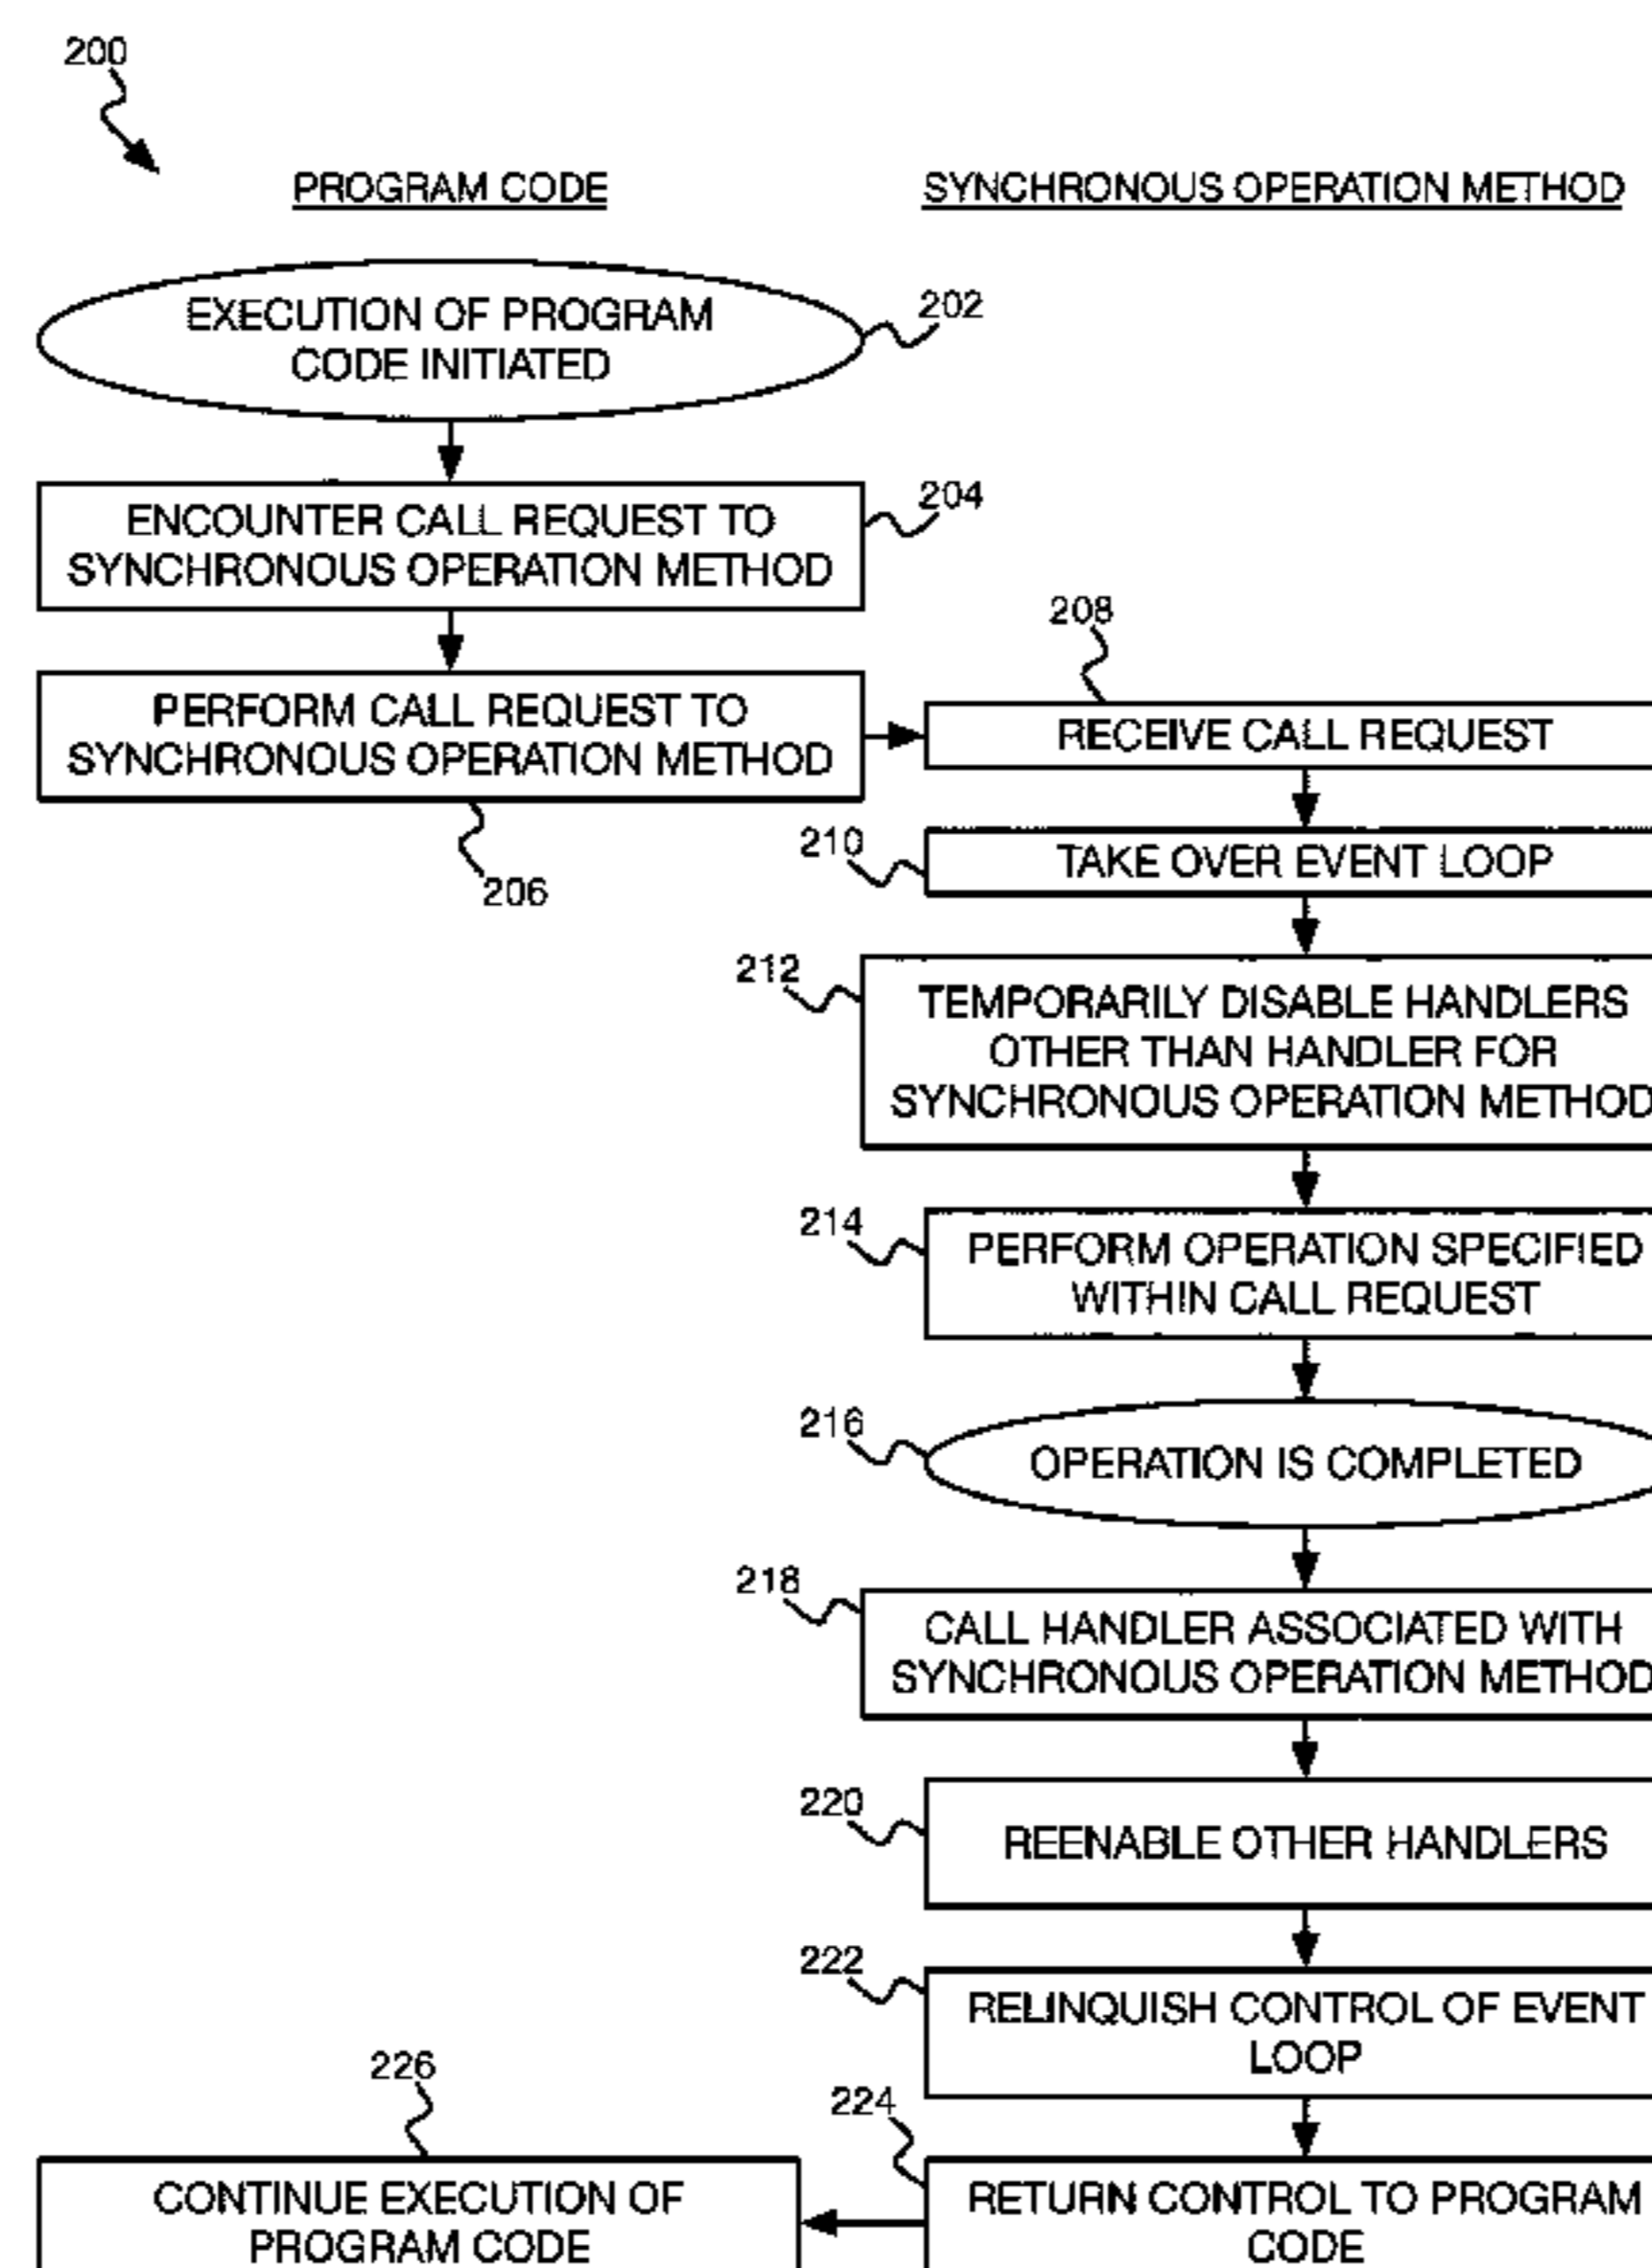 200
PROGRAM CODE
SYNCHRONOUS OPERATION METHOD
EXECUTION OF PROGRAM
CODE INITIATED
202
ENCOUNTER CALL REQUEST TO
SYNCHRONOUS OPERATION METHOD
204
PERFORM CALL REQUEST TO
SYNCHRONOUS OPERATION METHOD
206
208
RECEIVE CALL REQUEST
210
TAKE OVER EVENT LOOP
212
TEMPORARILY DISABLE HANDLERS
OTHER THAN HANDLER FOR
SYNCHRONOUS OPERATION METHOD
214
PERFORM OPERATION SPECIFIED
WITHIN CALL REQUEST
216
OPERATION IS COMPLETED
218
CALL HANDLER ASSOCIATED WITH
SYNCHRONOUS OPERATION METHOD
220
REENABLE OTHER HANDLERS
222
RELINQUISH CONTROL OF EVENT
LOOP
224
RETURN CONTROL TO PROGRAM
CODE
226
CONTINUE EXECUTION OF
PROGRAM CODE